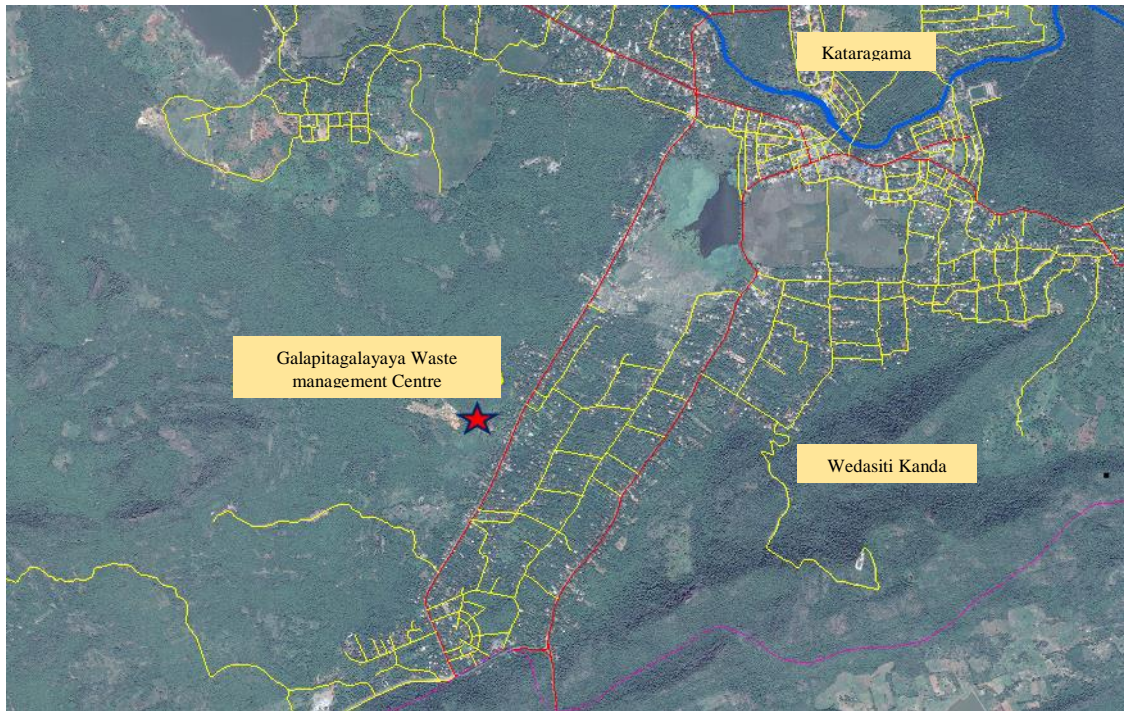 Kataragama
Galapitagalayaya Waste
management Centre
Wedasiti Kanda